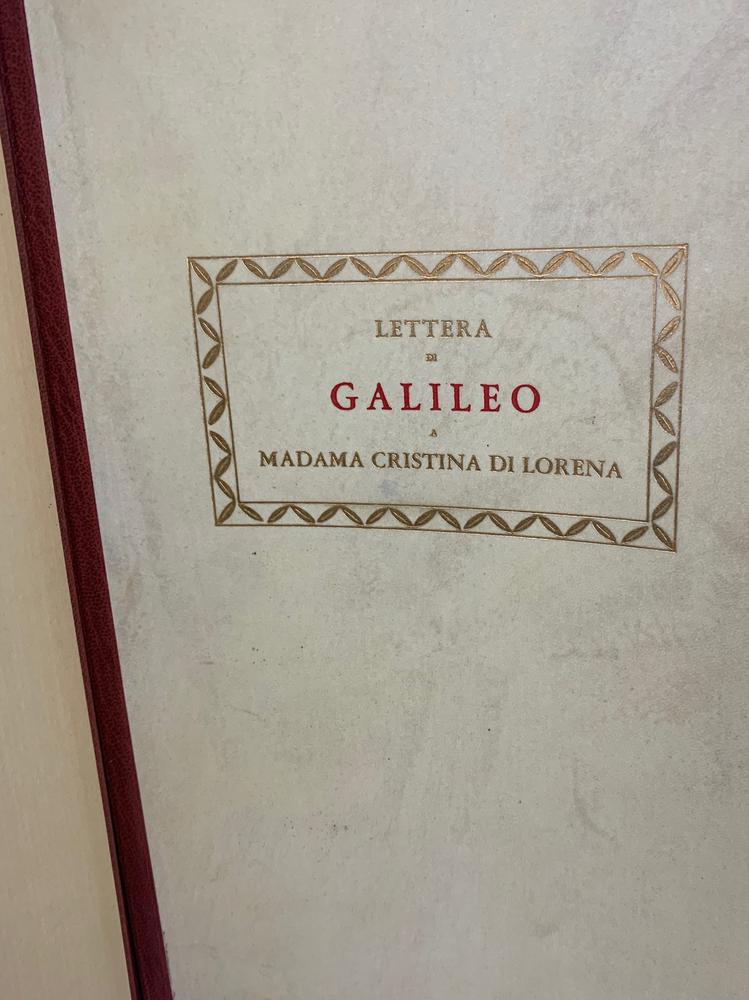 LETTERA
DI
GALILEO
A
MADAMA CRISTINA DI LORENA